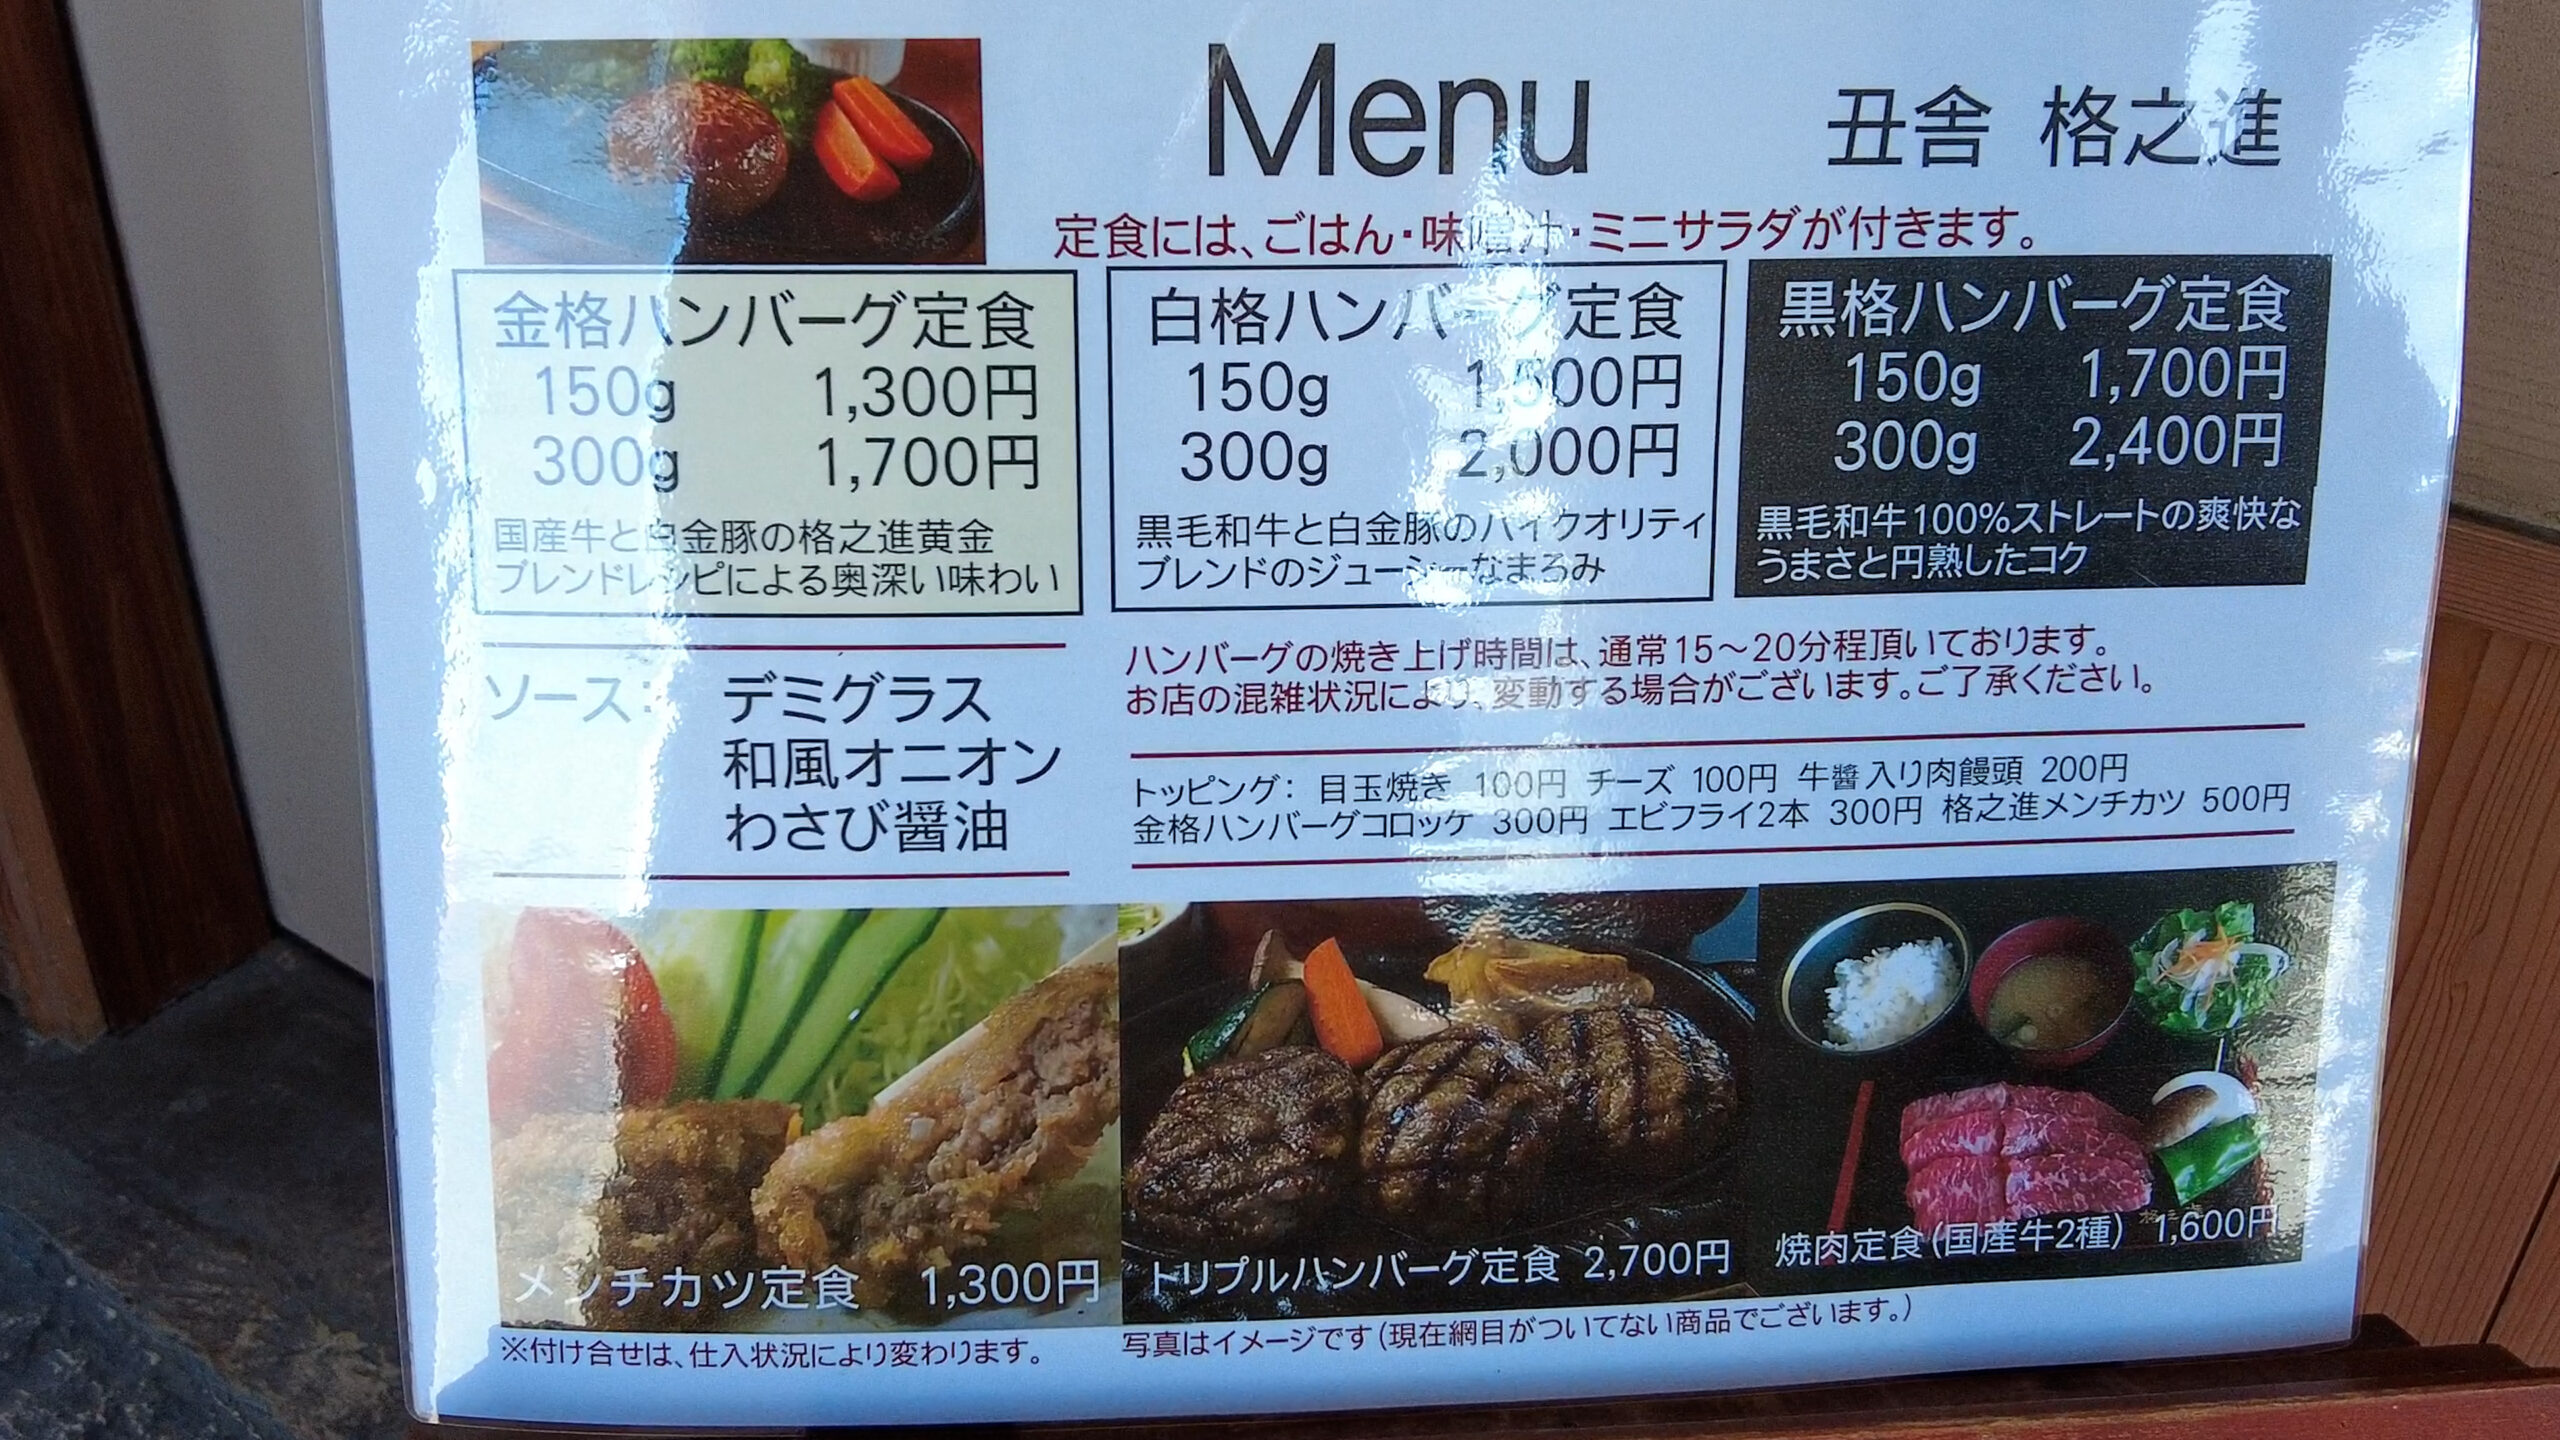 Menu
丑舎 格之進
定食には、ごはん・味噌汁・ミニサラダが付きます。
金格ハンバーグ定食
150g 1,300円
300g 1,700円
国産牛と白金豚の格之進黄金
ブレンドレシピによる奥深い味わい
白格ハンバーグ定食
150g 1,500円
300g 2,000円
黒毛和牛と白金豚のハイクオリティ
ブレンドのジューシーなまろみ
黒格ハンバーグ定食
150g 1,700円
300g 2,400円
黒毛和牛100%ストレートの爽快な
うまさと円熟したコク
ソース: デミグラス
和風オニオン
わさび醤油
ハンバーグの焼き上げ時間は、通常15〜20分程頂いております。
お店の混雑状況により、変動する場合がございます。ご了承ください。
トッピング: 目玉焼き 100円 チーズ 100円 牛醬入り肉饅頭 200円
金格ハンバーグコロッケ 300円 エビフライ2本 300円 格之進メンチカツ 500円
メンチカツ定食 1,300円
トリプルハンバーグ定食 2,700円
焼肉定食(国産牛2種) 1,600円
※付け合せは、仕入状況により変わります。
写真はイメージです(現在網目がついてない商品でございます。)